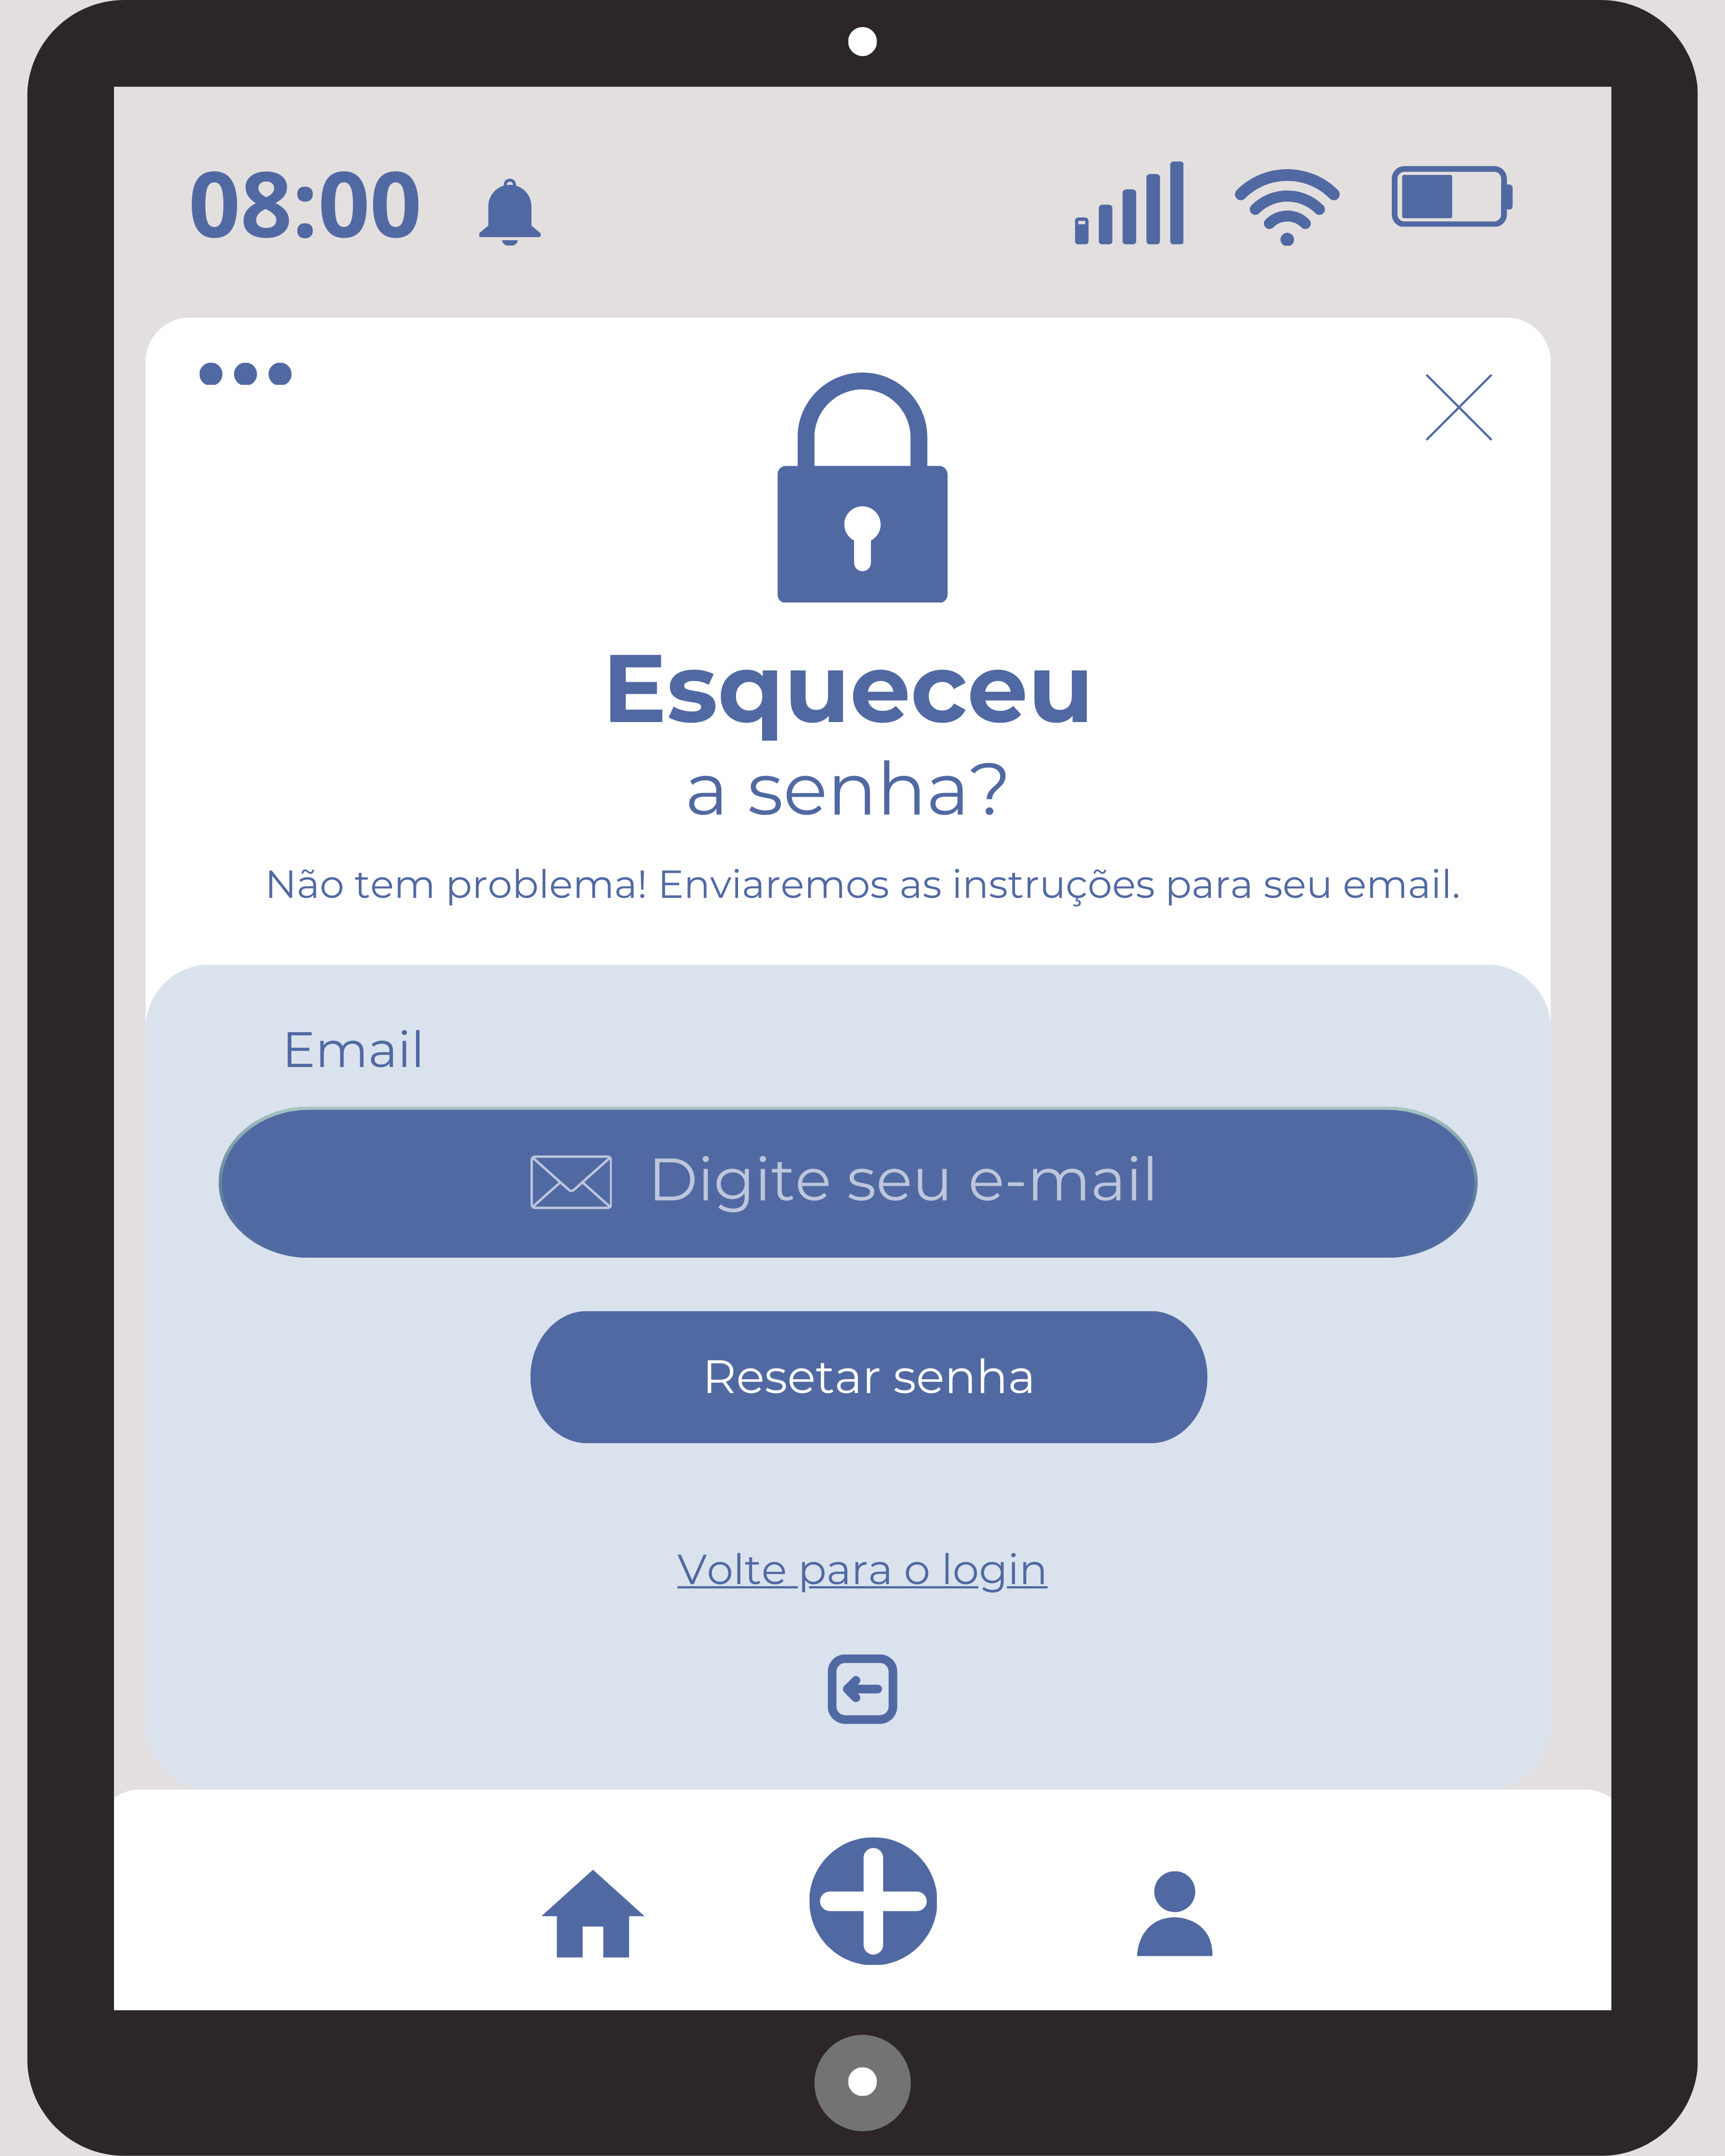 08:00
Esqueceu
a senha?
Não tem problema! Enviaremos as instruções para seu email.
Email
Digite seu e-mail
Resetar senha
Volte para o login